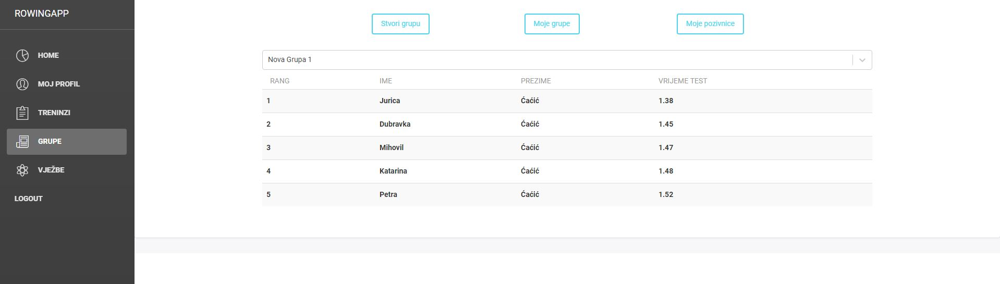 ROWINGAPP
HOME
MOJ PROFIL
TRENINZI
GRUPE
VJEŽBE
LOGOUT
Stvori grupu Moje grupe Moje pozivnice
Nova Grupa 1
RANG IME PREZIME VRIJEME TEST
1 Jurica Ćaćić 1.38
2 Dubravka Ćaćić 1.45
3 Mihovil Ćaćić 1.47
4 Katarina Ćaćić 1.48
5 Petra Ćaćić 1.52